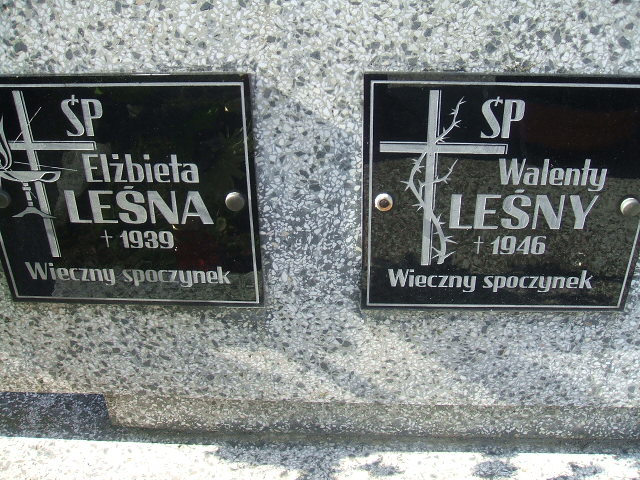 ŚP
Elżbieta
LEŚNA
† 1939
Wieczny spoczynek
ŚP
Walenty
LEŚNY
† 1946
Wieczny spoczynek